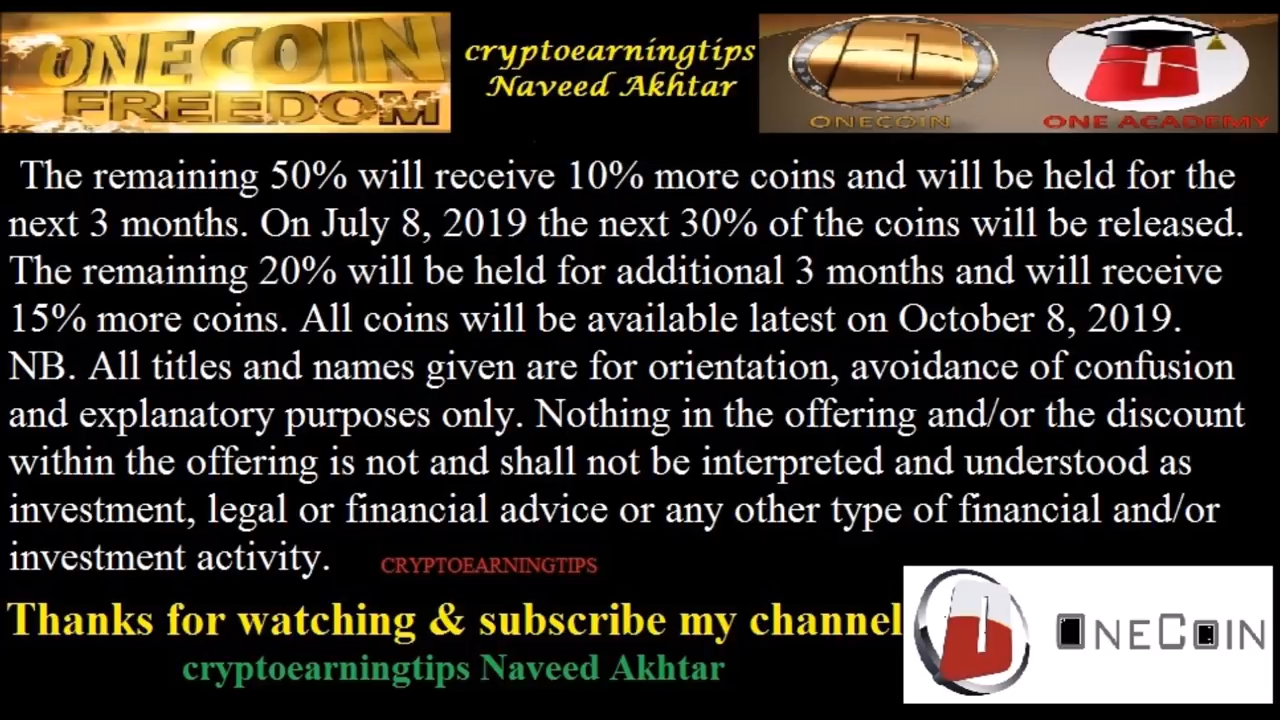 ONECOIN
FREEDOM
cryptoearningtips
Naveed Akhtar
ONECOIN
ONE ACADEMY
The remaining 50% will receive 10% more coins and will be held for the
next 3 months. On July 8, 2019 the next 30% of the coins will be released.
The remaining 20% will be held for additional 3 months and will receive
15% more coins. All coins will be available latest on October 8, 2019.
NB. All titles and names given are for orientation, avoidance of confusion
and explanatory purposes only. Nothing in the offering and/or the discount
within the offering is not and shall not be interpreted and understood as
investment, legal or financial advice or any other type of financial and/or
investment activity.
CRYPTOEARNINGTIPS
Thanks for watching & subscribe my channel
cryptoearningtips Naveed Akhtar
ONECOIN